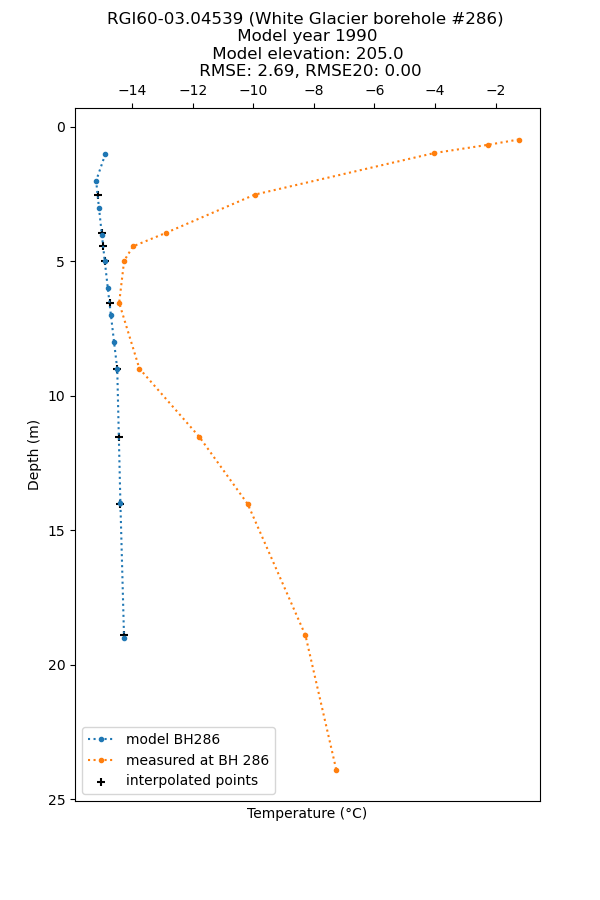 RGI60-03.04539 (White Glacier borehole #286)
Model year 1990
Model elevation: 205.0
RMSE: 2.69, RMSE20: 0.00
−14 −12 −10 −8 −6 −4 −2
0
5
10
15
20
25
Depth (m)
model BH286
measured at BH 286
interpolated points
Temperature (°C)